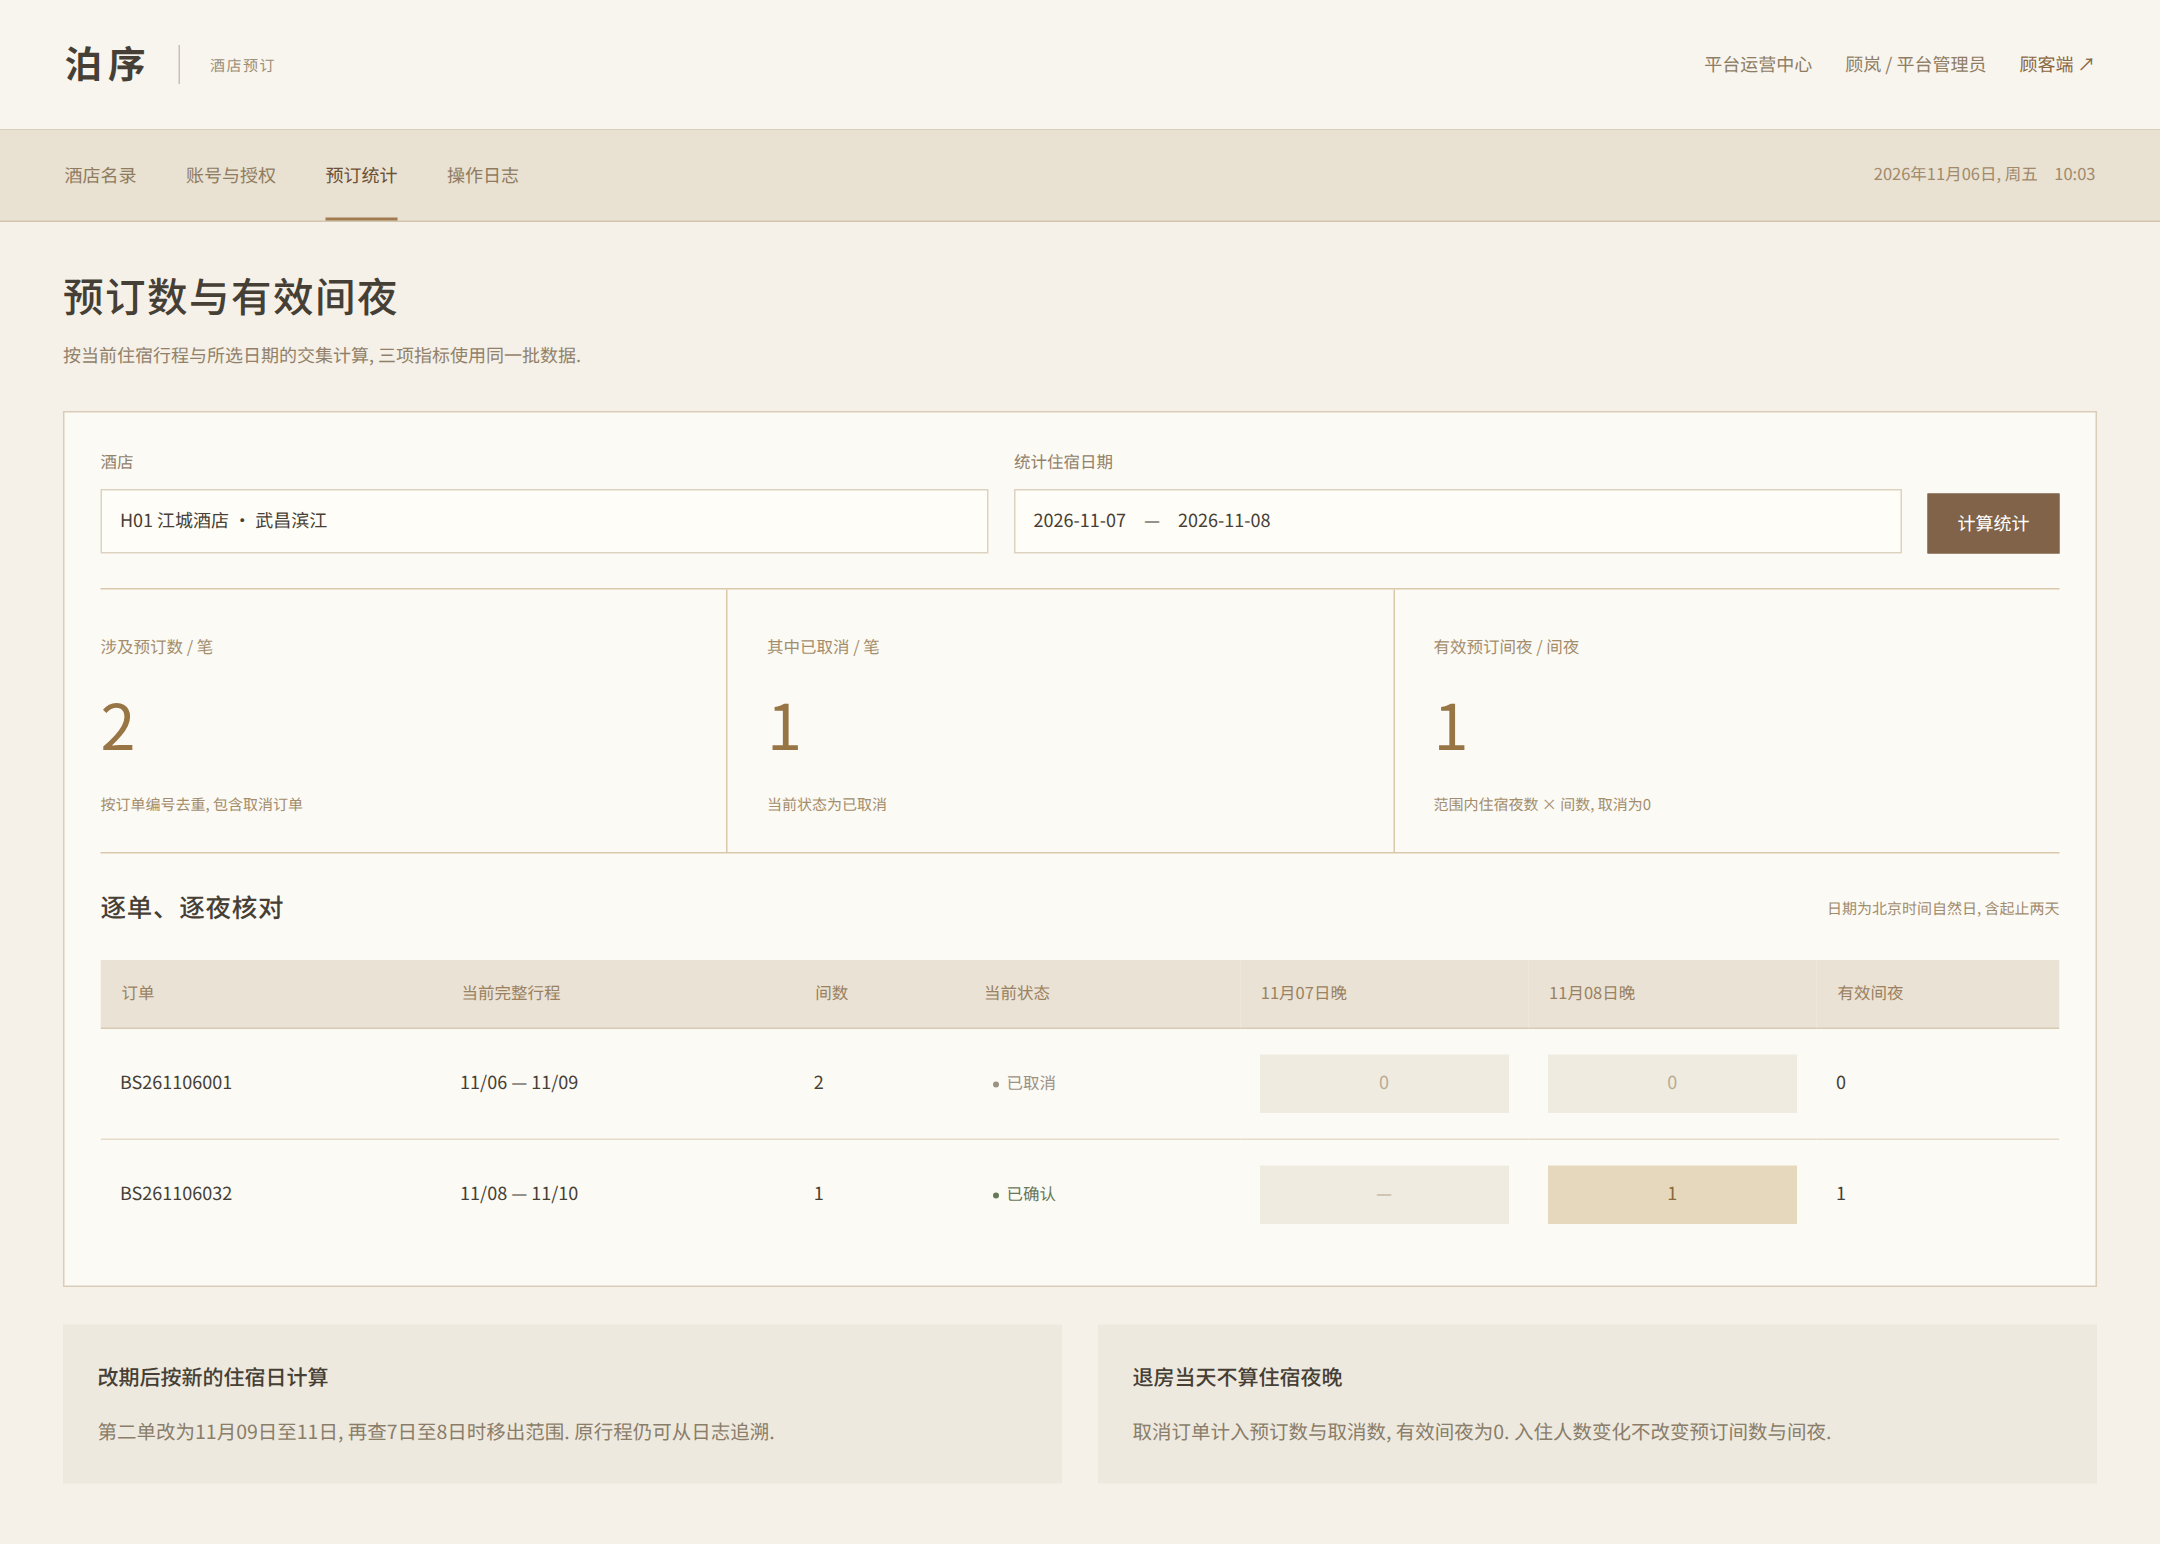 泊序
酒店预订
平台运营中心 顾岚 / 平台管理员 顾客端 ↗
酒店名录 账号与授权 预订统计 操作日志
2026年11月06日, 周五 10:03
预订数与有效间夜
按当前住宿行程与所选日期的交集计算, 三项指标使用同一批数据.
酒店
H01 江城酒店 · 武昌滨江
统计住宿日期
2026-11-07 — 2026-11-08
计算统计
涉及预订数 / 笔
2
按订单编号去重, 包含取消订单
其中已取消 / 笔
1
当前状态为已取消
有效预订间夜 / 间夜
1
范围内住宿夜数 × 间数, 取消为0
逐单、逐夜核对
日期为北京时间自然日, 含起止两天
订单 当前完整行程 间数 当前状态 11月07日晚 11月08日晚 有效间夜
BS261106001 11/06 — 11/09 2 • 已取消 0 0 0
BS261106032 11/08 — 11/10 1 • 已确认 — 1 1
改期后按新的住宿日计算
第二单改为11月09日至11日, 再查7日至8日时移出范围. 原行程仍可从日志追溯.
退房当天不算住宿夜晚
取消订单计入预订数与取消数, 有效间夜为0. 入住人数变化不改变预订间数与间夜.